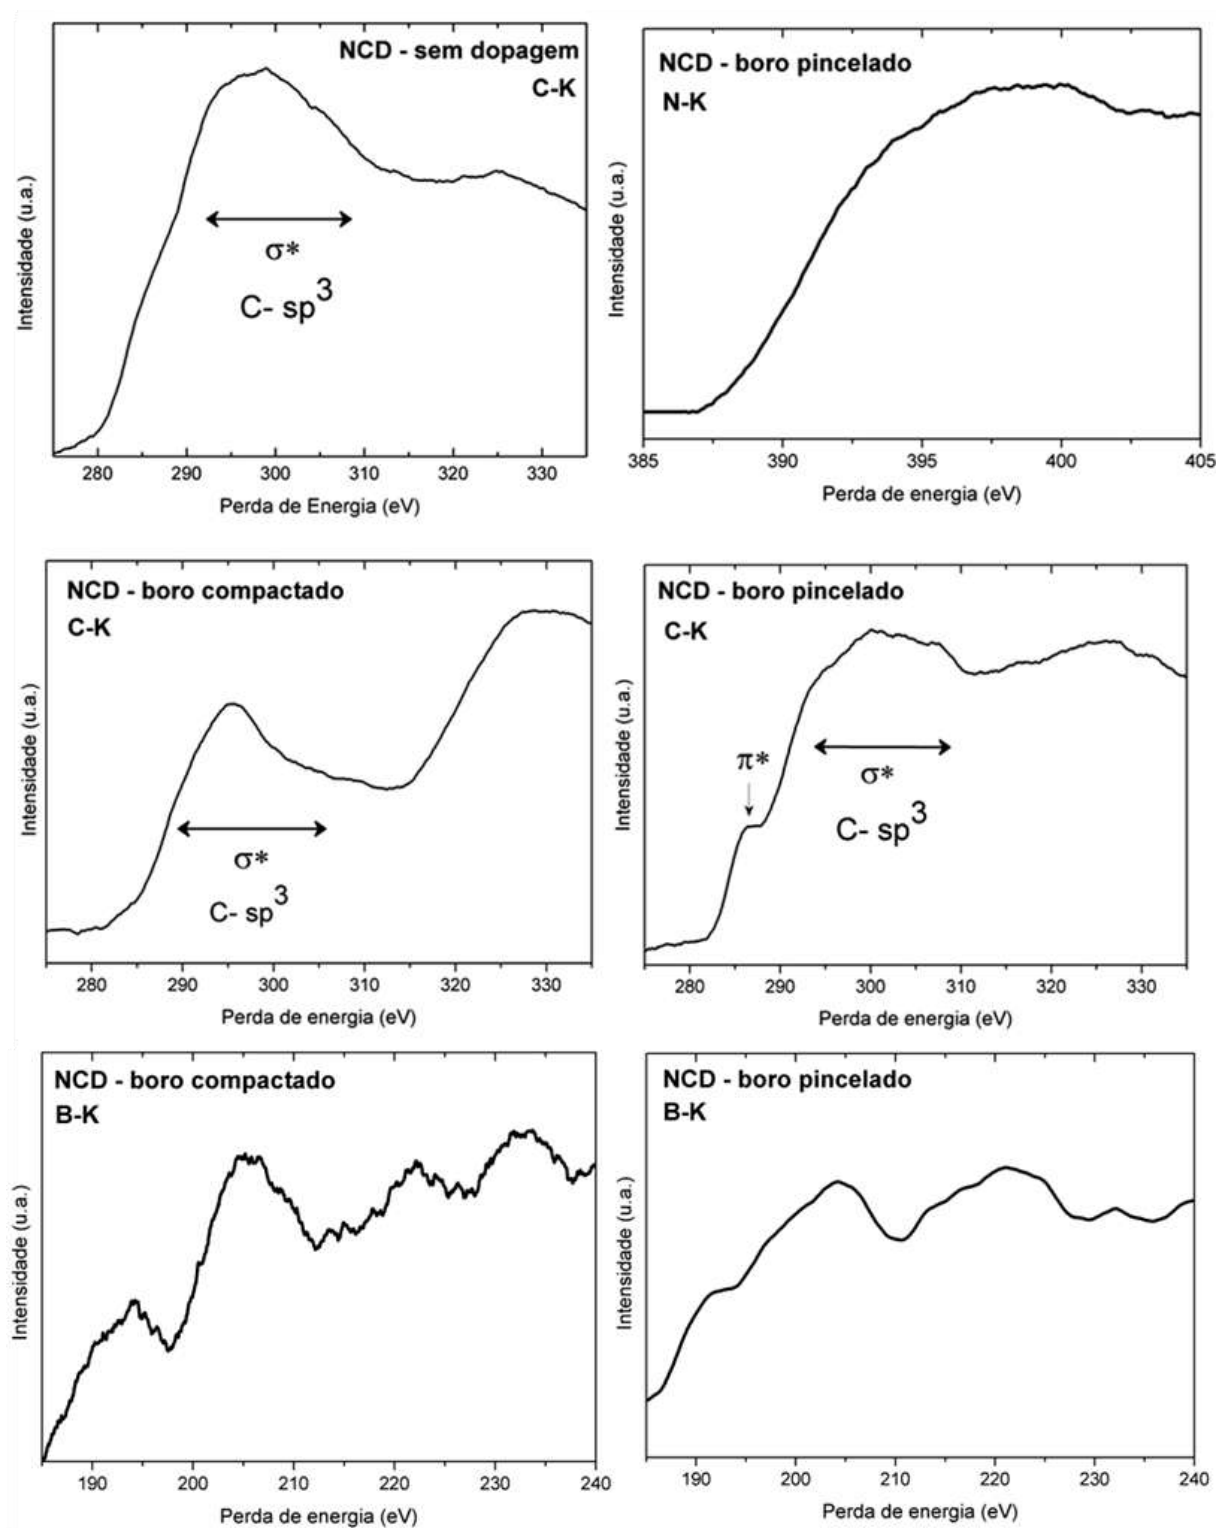 NCD - sem dopagem
C-K
Intensidade (u.a.)
σ*
C- sp³
280 290 300 310 320 330
Perda de Energia (eV)
NCD - boro pincelado
N-K
Intensidade (u.a.)
385 390 395 400 405
Perda de energia (eV)
NCD - boro compactado
C-K
Intensidade (u.a.)
σ*
C- sp³
280 290 300 310 320 330
Perda de energia (eV)
NCD - boro pincelado
C-K
Intensidade (u.a.)
π*
σ*
C- sp³
280 290 300 310 320 330
Perda de energia (eV)
NCD - boro compactado
B-K
Intensidade (u.a.)
190 200 210 220 230 240
Perda de energia (eV)
NCD - boro pincelado
B-K
Intensidade (u.a.)
190 200 210 220 230 240
Perda de energia (eV)